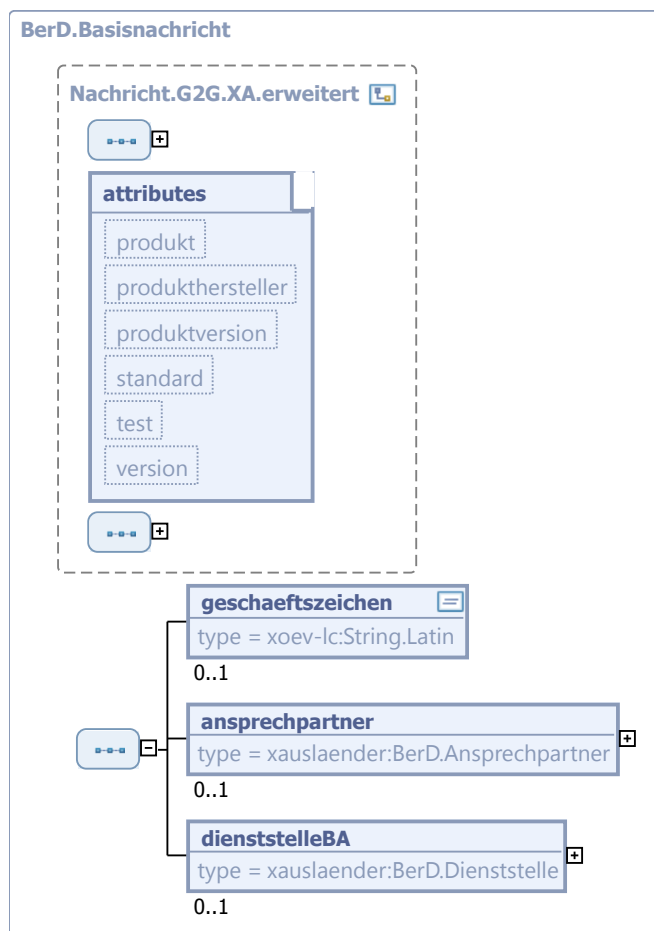 BerD.Basisnachricht
Nachricht.G2G.XA.erweitert
attributes
produkt
produkthersteller
produktversion
standard
test
version
geschaeftszeichen
type = xoev-lc:String.Latin
0..1
ansprechpartner
type = xauslaender:BerD.Ansprechpartner
0..1
dienststelleBA
type = xauslaender:BerD.Dienststelle
0..1